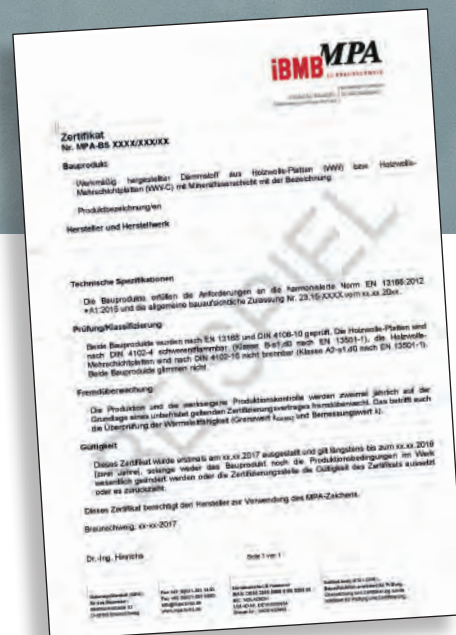 iBMB MPA
TU BRAUNSCHWEIG
Zertifikat
Nr. MPA-BS XXXX/XXX/XX
Bauprodukt
Werkmäßig hergestellter Dämmstoff aus Holzwolle-Platten (WW) bzw. Holzwolle-
Mehrschichtplatten (WW-C) mit Mineralfaserschicht mit der Bezeichnung
Produktbezeichnung/en
Hersteller und Herstellwerk
Technische Spezifikationen
Die Bauprodukte erfüllen die Anforderungen an die harmonisierte Norm EN 13168:2012
+A1:2015 und die allgemeine bauaufsichtliche Zulassung Nr. 23.15-XXXX vom xx.xx 20xx.
Prüfung/Klassifizierung
Beide Bauprodukte wurden nach EN 13168 und DIN 4108-10 geprüft. Die Holzwolle-Platten sind
nach DIN 4102-4 schwerentflammbar (Klasse B-s1,d0 nach EN 13501-1), die Holzwolle-
Mehrschichtplatten sind nach DIN 4102-16 nicht brennbar (Klasse A2-s1,d0 nach EN 13501-1).
Beide Bauprodukte glimmen nicht.
Fremdüberwachung
Die Produktion und die werkseigene Produktionskontrolle werden zweimal jährlich auf der
Grundlage eines unbefristet geltenden Zertifizierungsvertrages fremdüberwacht. Das betrifft auch
die Überprüfung der Wärmeleitfähigkeit (Grenzwert und Bemessungswert λ).
Gültigkeit
Dieses Zertifikat wurde erstmals am xx.xx 2017 ausgestellt und gilt längstens bis zum xx.xx 2019
(zwei Jahre), solange weder das Bauprodukt noch die Produktionsbedingungen im Werk
wesentlich geändert werden oder die Zertifizierungsstelle die Gültigkeit des Zertifikats aussetzt
oder es zurückzieht.
Dieses Zertifikat berechtigt den Hersteller zur Verwendung des MPA-Zeichens.
Braunschweig, xx-xx-2017
Dr.-Ing. Hinrichs
Seite 1 von 1
BEISPIEL